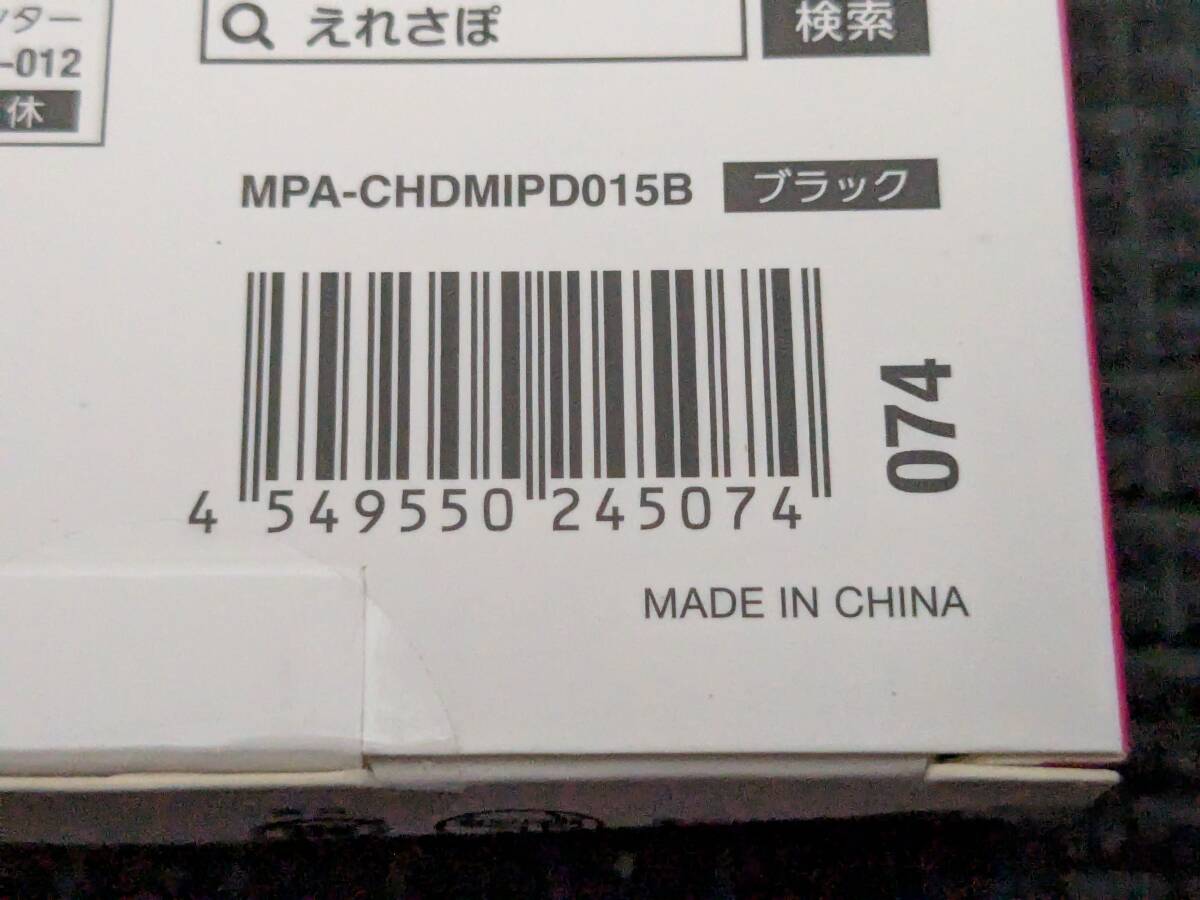 ター
えれさぽ 検索
-012
休
MPA-CHDMIPD015B ブラック
074
4 549550 245074
MADE IN CHINA